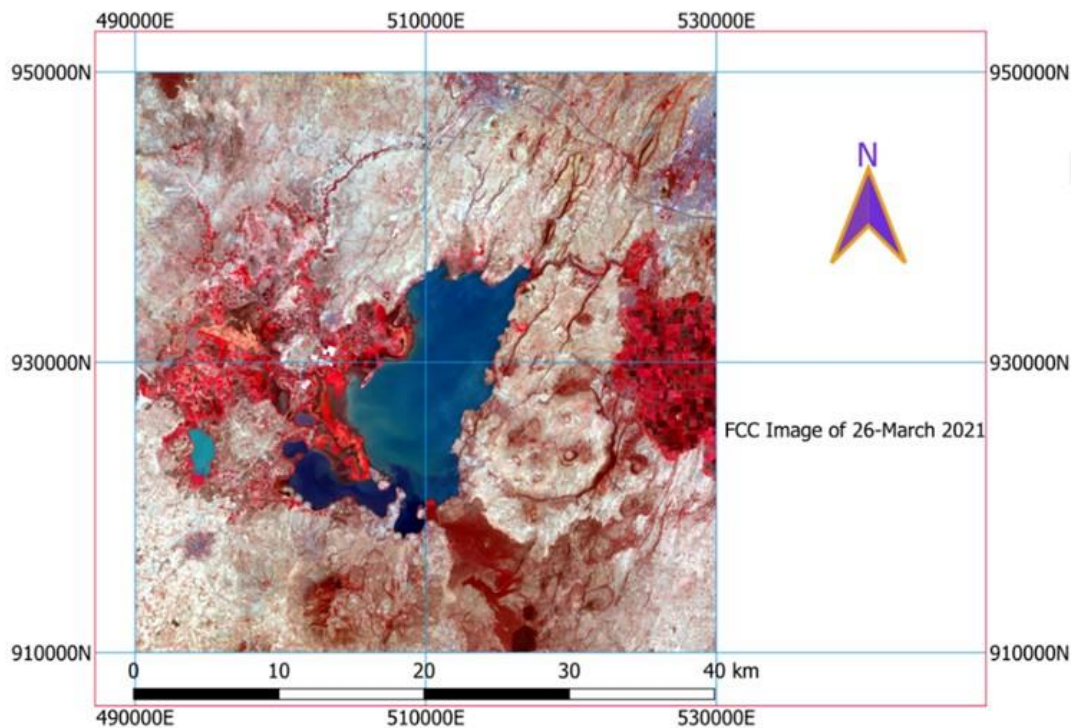 490000E 510000E 530000E
950000N 950000N
N
930000N 930000N
FCC Image of 26-March 2021
910000N 910000N
0 10 20 30 40 km
490000E 510000E 530000E